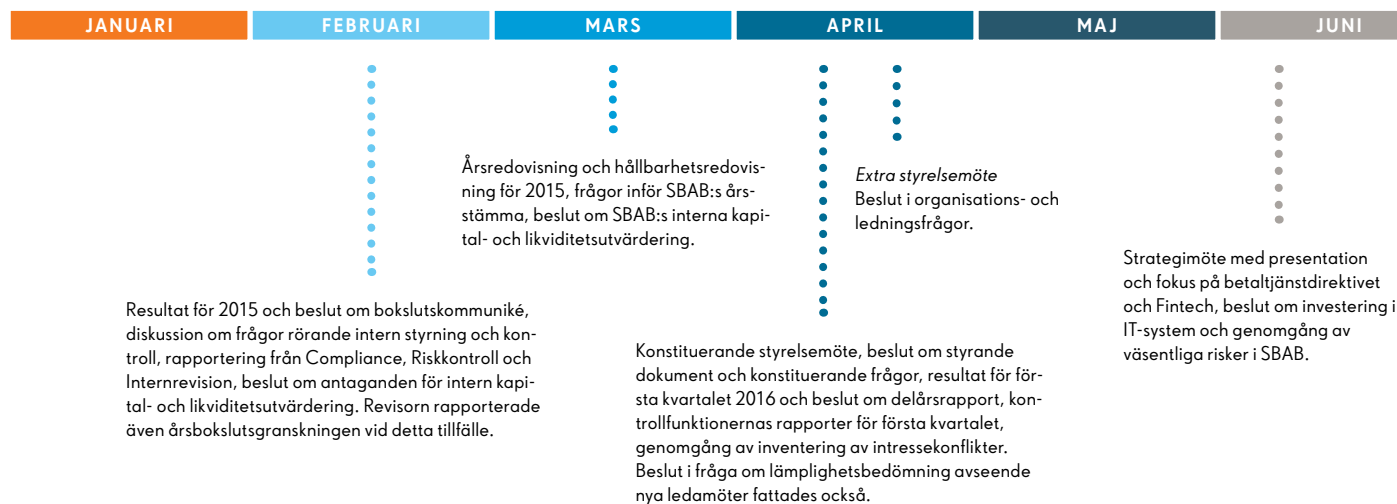 JANUARI
FEBRUARI
MARS
APRIL
MAJ
JUNI
Resultat för 2015 och beslut om bokslutskommuniké,
diskussion om frågor rörande intern styrning och kon-
troll, rapportering från Compliance, Riskkontroll och
Internrevision, beslut om antaganden för intern kapi-
tal- och likviditetsutvärdering. Revisorn rapporterade
även årsbokslutsgranskningen vid detta tillfälle.
Årsredovisning och hållbarhetsredovis-
ning för 2015, frågor inför SBAB:s års-
stämma, beslut om SBAB:s interna kapi-
tal- och likviditetsutvärdering.
Konstituerande styrelsemöte, beslut om styrande
dokument och konstituerande frågor, resultat för för-
sta kvartalet 2016 och beslut om delårsrapport, kon-
trollfunktionernas rapporter för första kvartalet,
genomgång av inventering av intressekonflikter.
Beslut i fråga om lämplighetsbedömning avseende
nya ledamöter fattades också.
Extra styrelsemöte
Beslut i organisations- och
ledningsfrågor.
Strategimöte med presentation
och fokus på betaltjänstdirektivet
och Fintech, beslut om investering i
IT-system och genomgång av
väsentliga risker i SBAB.